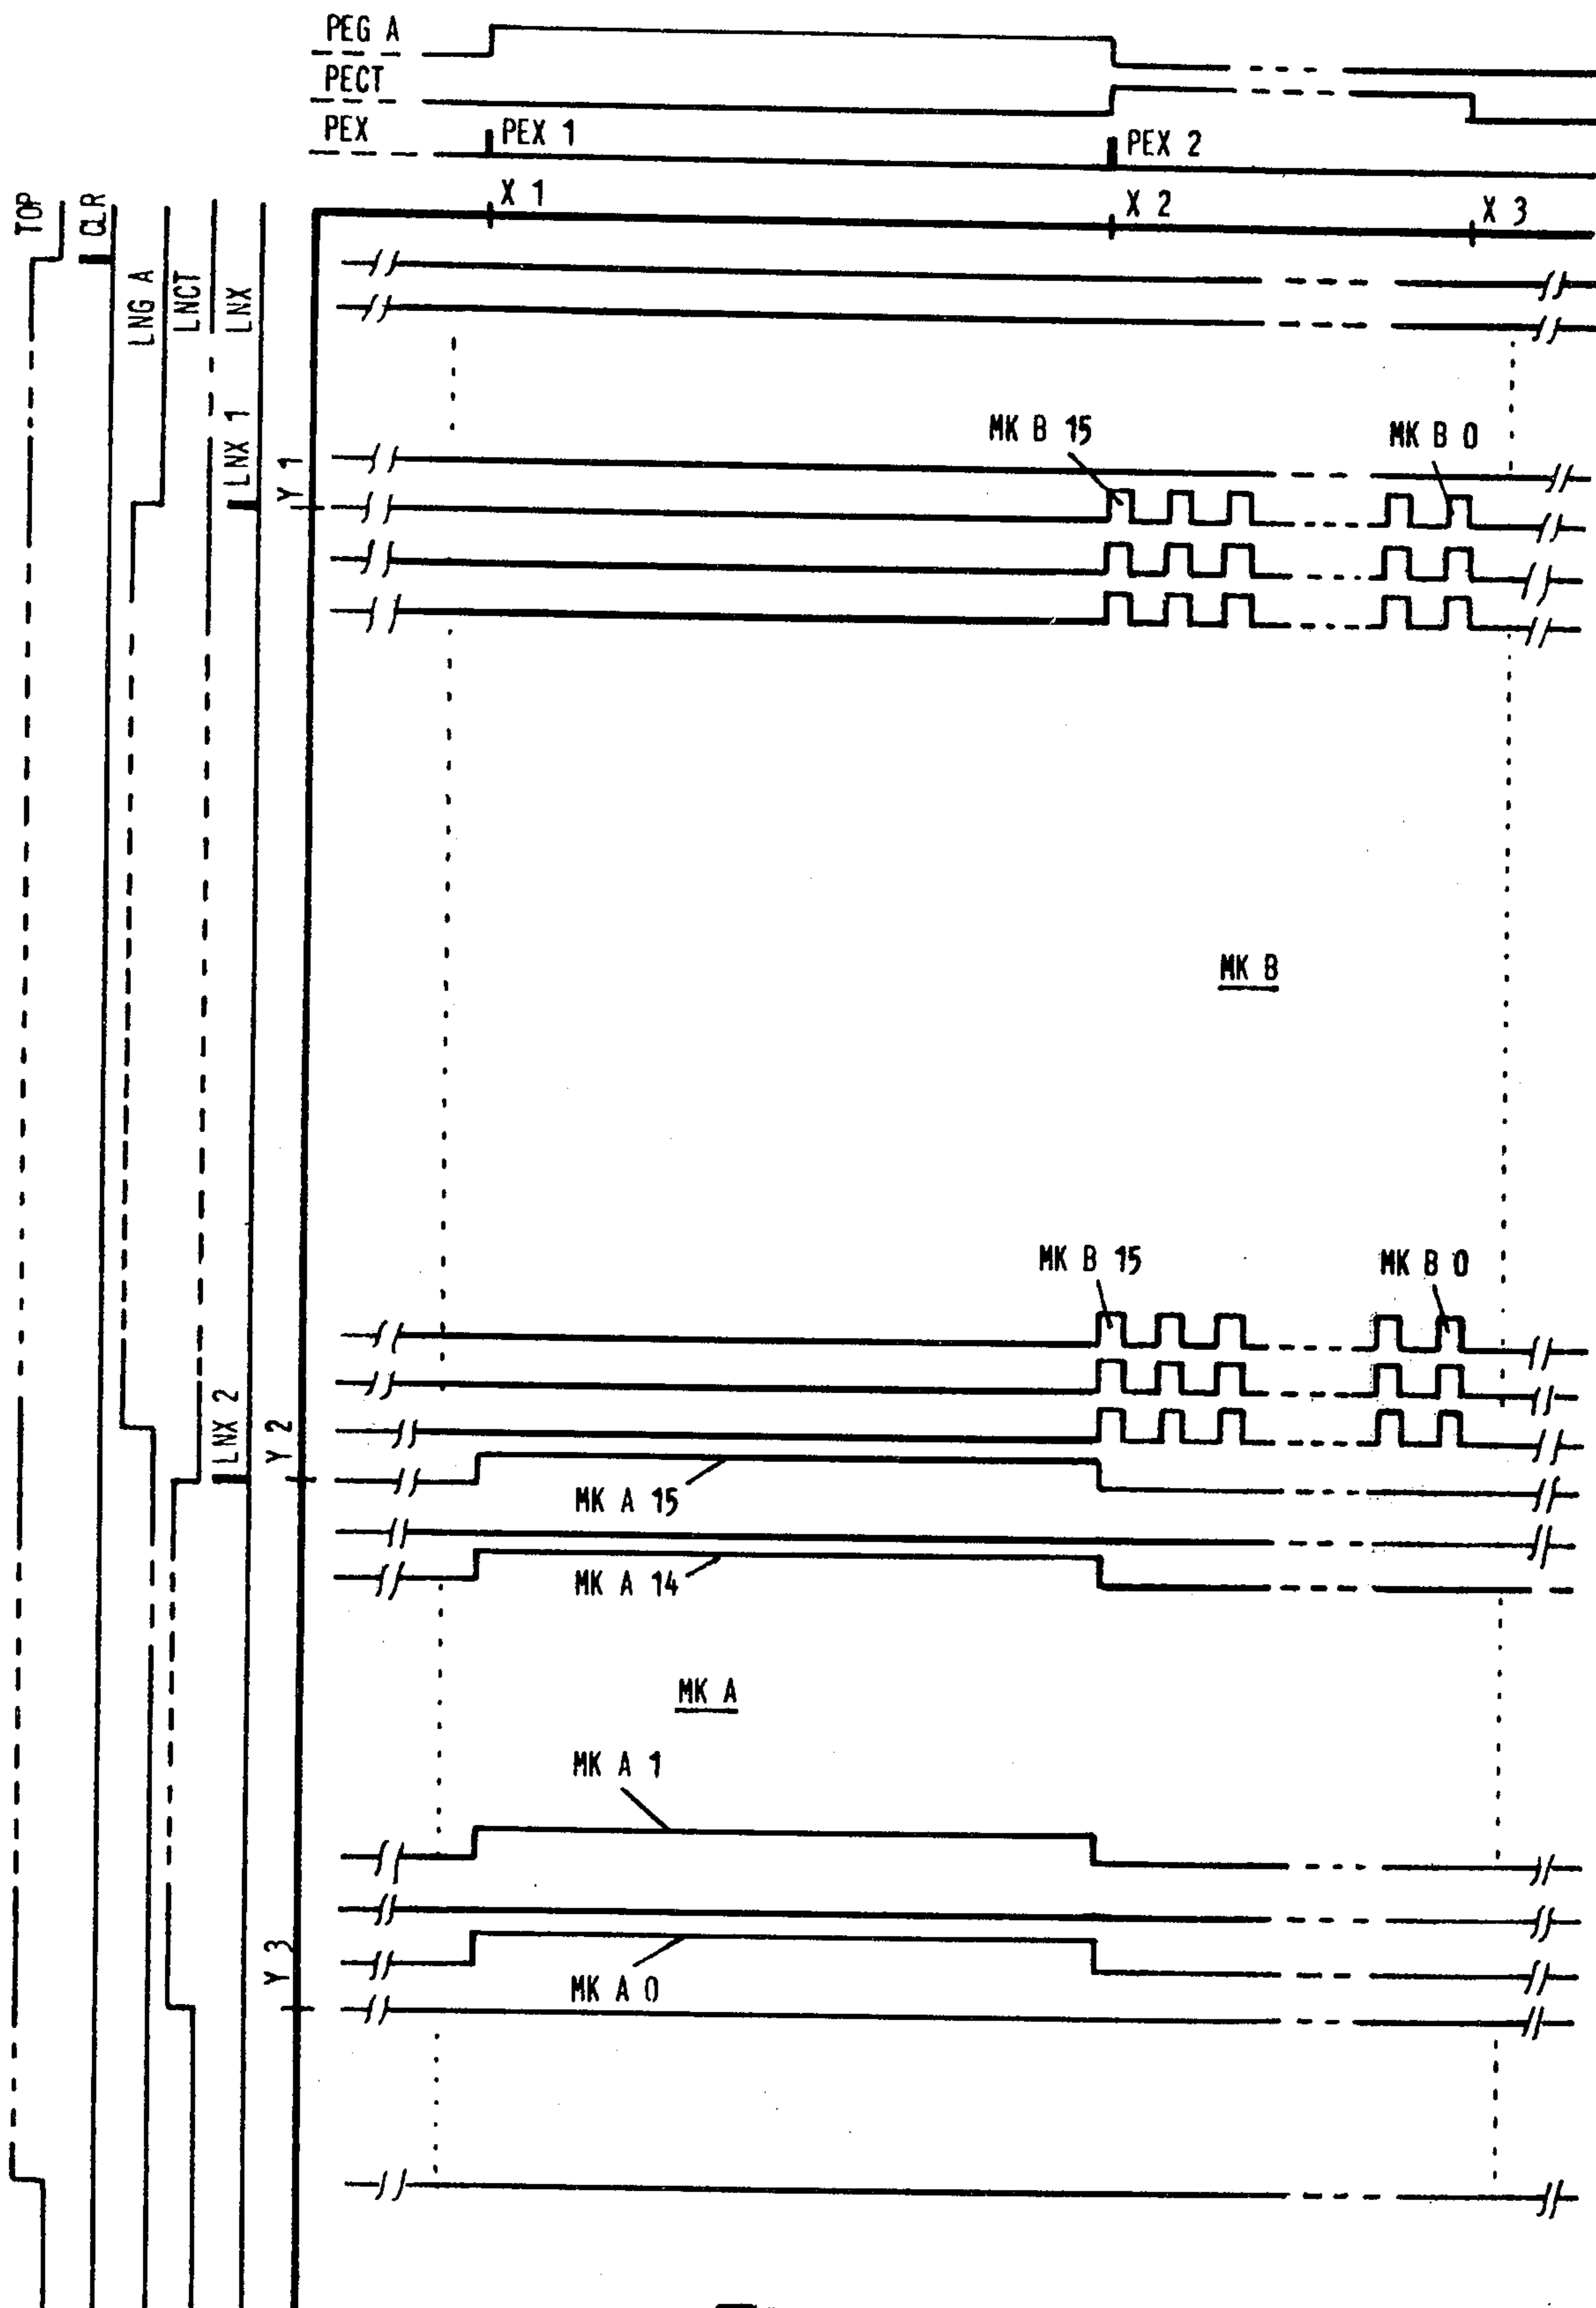 PEG A
PECT
PEX
PEX 1
PEX 2
X 1
X 2
X 3
TOP
CLR
LNG A
LNCT
LNX
LNX 1
Y 1
MK B 15
MK B 0
MK B
MK B 15
MK B 0
LNX 2
Y 2
MK A 15
MK A 14
MK A
MK A 1
Y 3
MK A 0